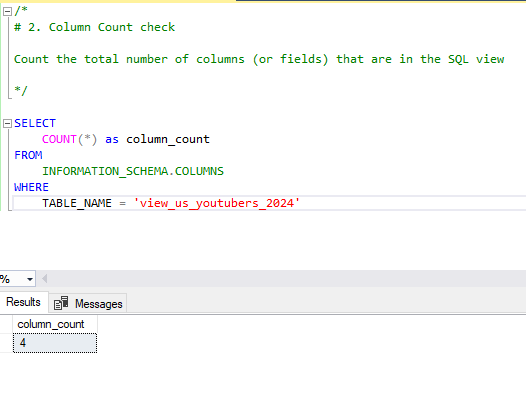 /*
# 2. Column Count check
Count the total number of columns (or fields) that are in the SQL view
*/
SELECT
COUNT(*) as column_count
FROM
INFORMATION_SCHEMA.COLUMNS
WHERE
TABLE_NAME = 'view_us_youtubers_2024'
%
Results Messages
column_count
4